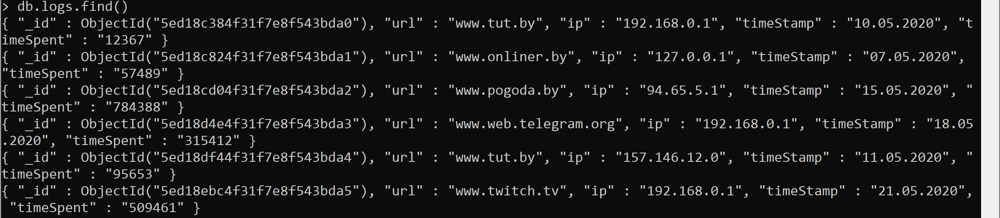 > db.logs.find()
{ "_id" : ObjectId("5ed18c384f31f7e8f543bda0"), "url" : "www.tut.by", "ip" : "192.168.0.1", "timeStamp" : "10.05.2020", "t
imeSpent" : "12367" }
{ "_id" : ObjectId("5ed18c824f31f7e8f543bda1"), "url" : "www.onliner.by", "ip" : "127.0.0.1", "timeStamp" : "07.05.2020",
"timeSpent" : "57489" }
{ "_id" : ObjectId("5ed18cd04f31f7e8f543bda2"), "url" : "www.pogoda.by", "ip" : "94.65.5.1", "timeStamp" : "15.05.2020", "
timeSpent" : "784388" }
{ "_id" : ObjectId("5ed18d4e4f31f7e8f543bda3"), "url" : "www.web.telegram.org", "ip" : "192.168.0.1", "timeStamp" : "18.05
.2020", "timeSpent" : "315412" }
{ "_id" : ObjectId("5ed18df44f31f7e8f543bda4"), "url" : "www.tut.by", "ip" : "157.146.12.0", "timeStamp" : "11.05.2020", "
timeSpent" : "95653" }
{ "_id" : ObjectId("5ed18ebc4f31f7e8f543bda5"), "url" : "www.twitch.tv", "ip" : "192.168.0.1", "timeStamp" : "21.05.2020",
 "timeSpent" : "509461" }